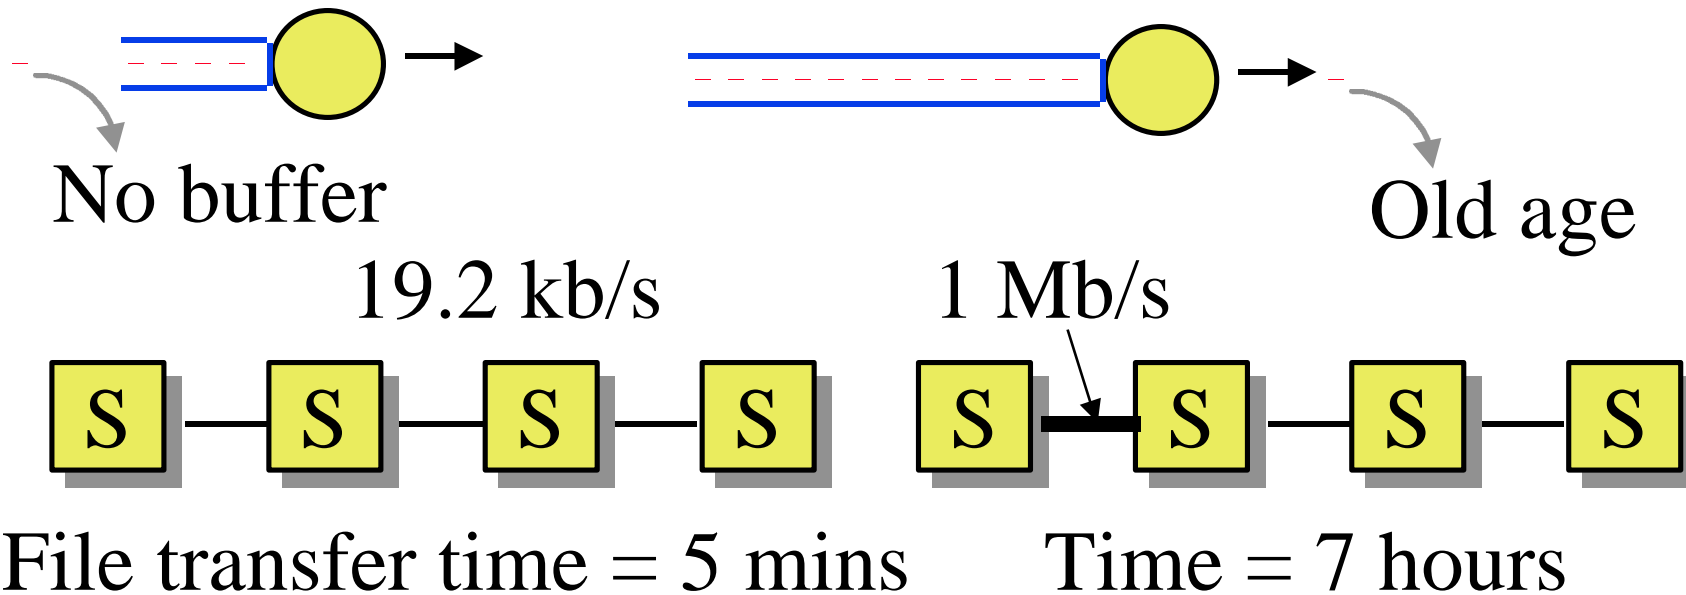 No buffer
Old age
19.2 kb/s
1 Mb/s
S S S S S S S S
File transfer time = 5 mins
Time = 7 hours